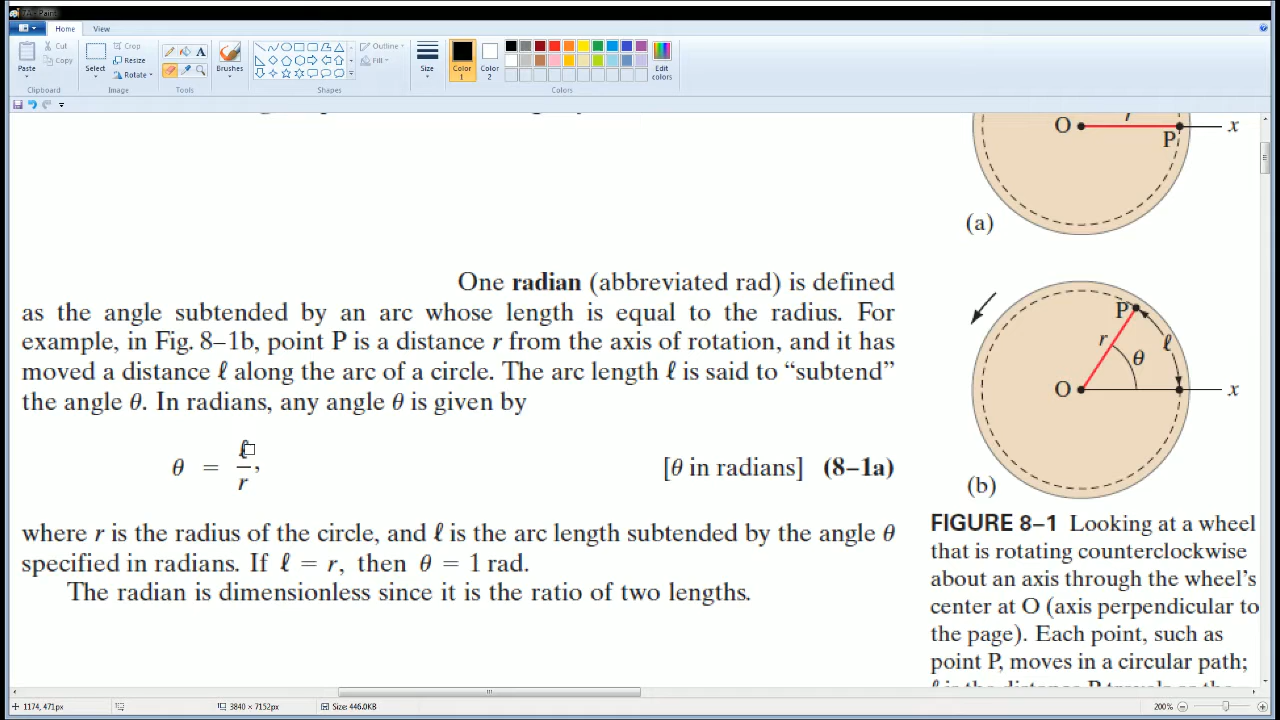 Home
View
Cut
Copy
Paste
Clipboard
Select
Crop
Resize
Rotate
Image
A
Tools
Brushes
Shapes
Outline
Fill
Size
Color 1
Color 2
Colors
Edit colors
O
r
P
x
(a)
One radian (abbreviated rad) is defined
as the angle subtended by an arc whose length is equal to the radius. For
example, in Fig. 8–1b, point P is a distance r from the axis of rotation, and it has
moved a distance ℓ along the arc of a circle. The arc length ℓ is said to “subtend”
the angle θ. In radians, any angle θ is given by
θ = ℓ/r, [θ in radians] (8–1a)
where r is the radius of the circle, and ℓ is the arc length subtended by the angle θ
specified in radians. If ℓ = r, then θ = 1 rad.
The radian is dimensionless since it is the ratio of two lengths.
P
r
ℓ
θ
O
x
(b)
FIGURE 8–1 Looking at a wheel
that is rotating counterclockwise
about an axis through the wheel’s
center at O (axis perpendicular to
the page). Each point, such as
point P, moves in a circular path;
ℓ is the distance P travels as the
1174, 471px
3840 × 7152px
Size: 446.0KB
200%